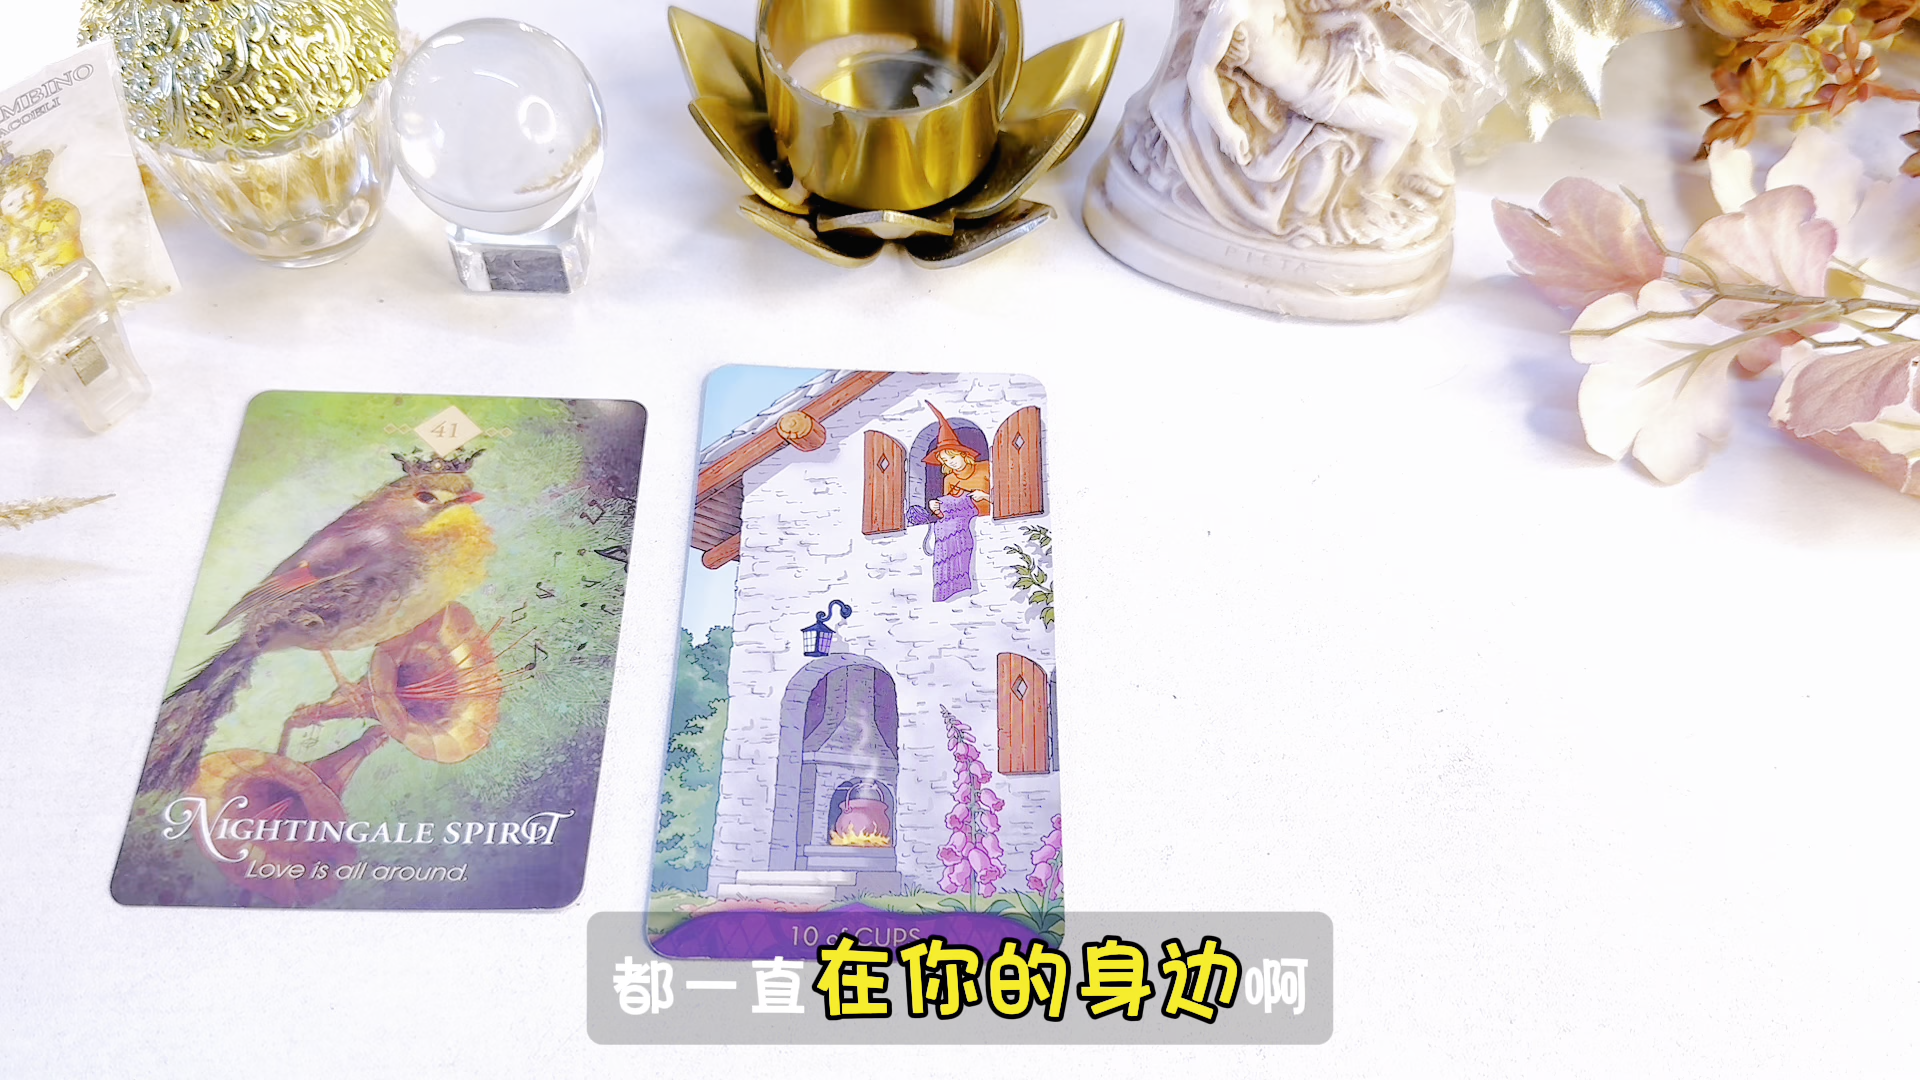 41
NIGHTINGALE SPIRIT
Love is all around.
10 of CUPS
都一直在你的身边啊
PIETA